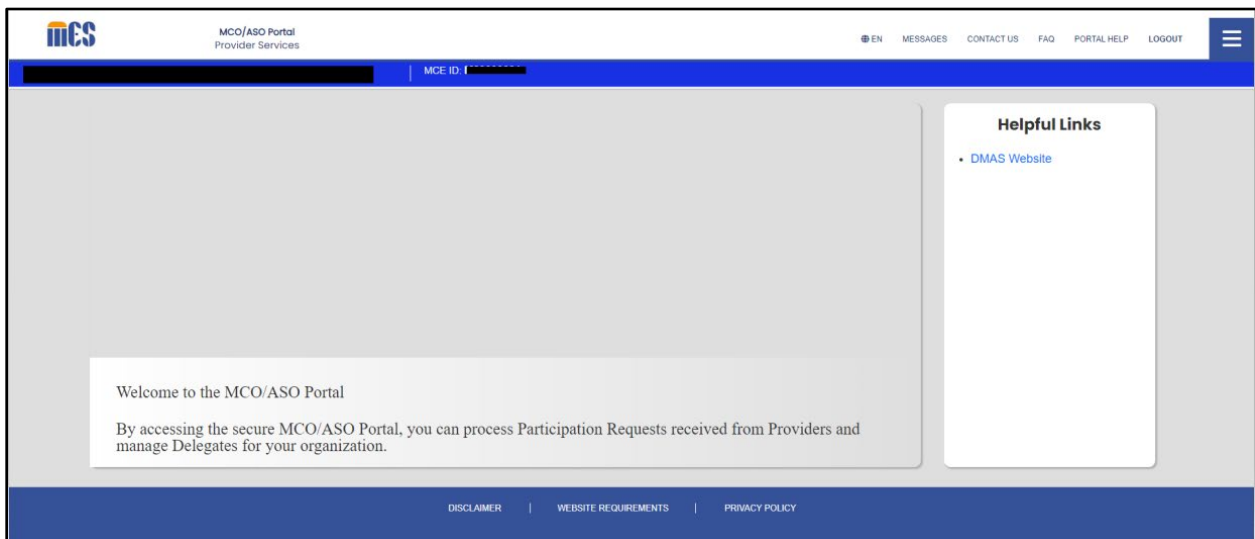 mes
MCO/ASO Portal
Provider Services
EN MESSAGES CONTACT US FAQ PORTAL HELP LOGOUT
MCE ID:
Helpful Links
• DMAS Website
Welcome to the MCO/ASO Portal
By accessing the secure MCO/ASO Portal, you can process Participation Requests received from Providers and
manage Delegates for your organization.
DISCLAIMER | WEBSITE REQUIREMENTS | PRIVACY POLICY